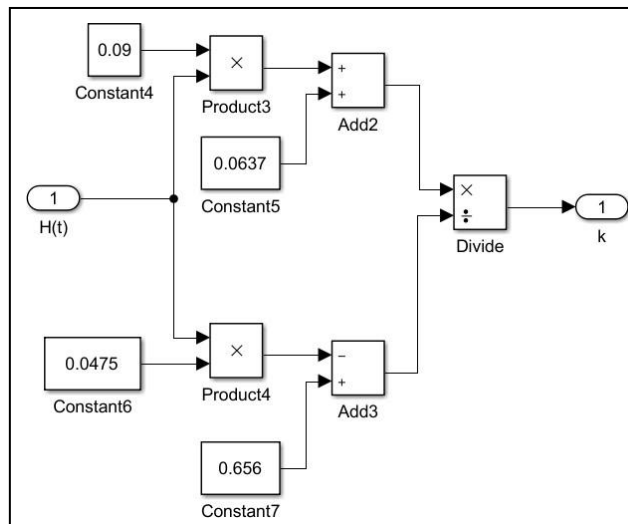 0.09
Constant4
×
Product3
+
+
Add2
0.0637
Constant5
1
H(t)
×
÷
Divide
1
k
0.0475
Constant6
×
Product4
−
+
Add3
0.656
Constant7